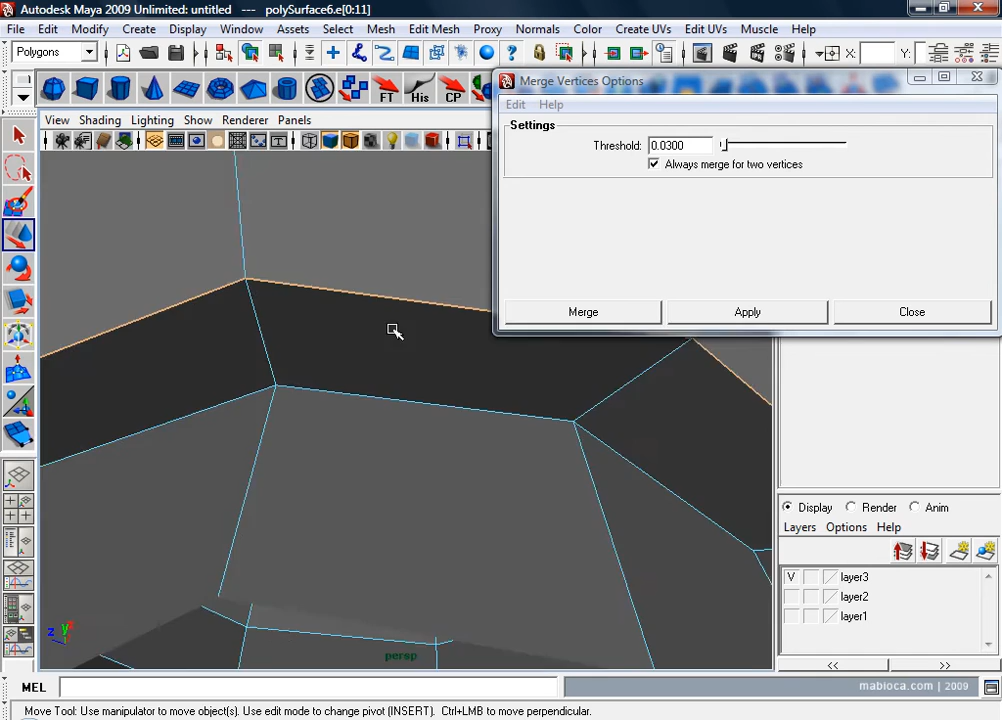 Autodesk Maya 2009 Unlimited: untitled --- polySurface6.e[0:11]
File Edit Modify Create Display Window Assets Select Mesh Edit Mesh Proxy Normals Color Create UVs Edit UVs Muscle Help
Polygons X: Y:
FT His CP
Merge Vertices Options
Edit Help
Settings
Threshold: 0.0300
Always merge for two vertices
Merge Apply Close
View Shading Lighting Show Renderer Panels
z y x
persp
Display Render Anim
Layers Options Help
V layer3
layer2
layer1
<< >>
MEL
mabioca.com | 2009
Move Tool: Use manipulator to move object(s). Use edit mode to change pivot (INSERT). Ctrl+LMB to move perpendicular.